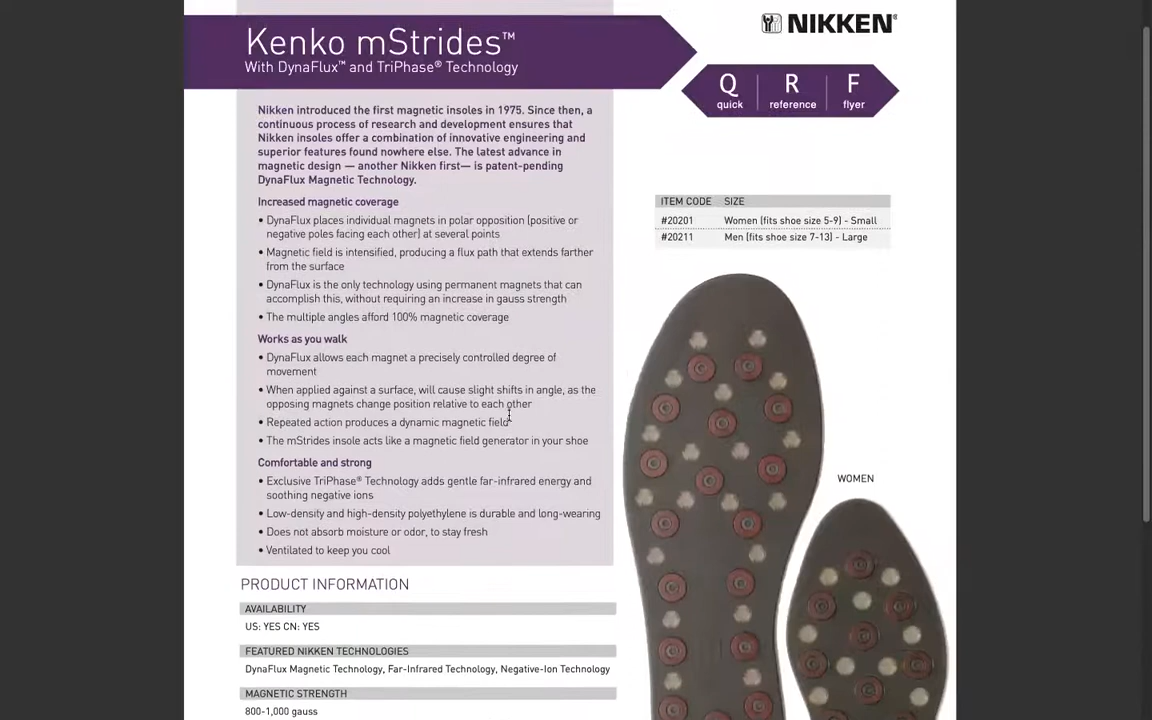 Kenko mStrides™
With DynaFlux™ and TriPhase® Technology
NIKKEN®
Q R F
quick reference flyer
Nikken introduced the first magnetic insoles in 1975. Since then, a
continuous process of research and development ensures that
Nikken insoles offer a combination of innovative engineering and
superior features found nowhere else. The latest advance in
magnetic design — another Nikken first— is patent-pending
DynaFlux Magnetic Technology.
Increased magnetic coverage
• DynaFlux places individual magnets in polar opposition (positive or
negative poles facing each other) at several points
• Magnetic field is intensified, producing a flux path that extends farther
from the surface
• DynaFlux is the only technology using permanent magnets that can
accomplish this, without requiring an increase in gauss strength
• The multiple angles afford 100% magnetic coverage
Works as you walk
• DynaFlux allows each magnet a precisely controlled degree of
movement
• When applied against a surface, will cause slight shifts in angle, as the
opposing magnets change position relative to each other
• Repeated action produces a dynamic magnetic field
• The mStrides insole acts like a magnetic field generator in your shoe
Comfortable and strong
• Exclusive TriPhase® Technology adds gentle far-infrared energy and
soothing negative ions
• Low-density and high-density polyethylene is durable and long-wearing
• Does not absorb moisture or odor, to stay fresh
• Ventilated to keep you cool
ITEM CODE SIZE
#20201 Women (fits shoe size 5-9) - Small
#20211 Men (fits shoe size 7-13) - Large
WOMEN
PRODUCT INFORMATION
AVAILABILITY
US: YES CN: YES
FEATURED NIKKEN TECHNOLOGIES
DynaFlux Magnetic Technology, Far-Infrared Technology, Negative-Ion Technology
MAGNETIC STRENGTH
800-1,000 gauss